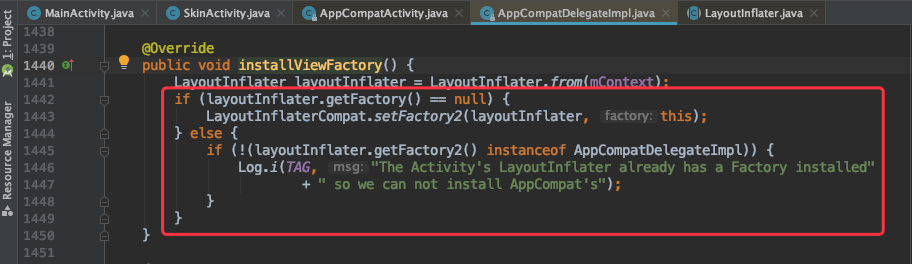 MainActivity.java × SkinActivity.java × AppCompatActivity.java × AppCompatDelegateImpl.java × LayoutInflater.java ×
1: Project
Resource Manager
1438
1439 @Override
1440 public void installViewFactory() {
1441 LayoutInflater layoutInflater = LayoutInflater.from(mContext);
1442 if (layoutInflater.getFactory() == null) {
1443 LayoutInflaterCompat.setFactory2(layoutInflater, factory: this);
1444 } else {
1445 if (!(layoutInflater.getFactory2() instanceof AppCompatDelegateImpl)) {
1446 Log.i(TAG, msg: "The Activity's LayoutInflater already has a Factory installed"
1447 + " so we can not install AppCompat's");
1448 }
1449 }
1450 }
1451